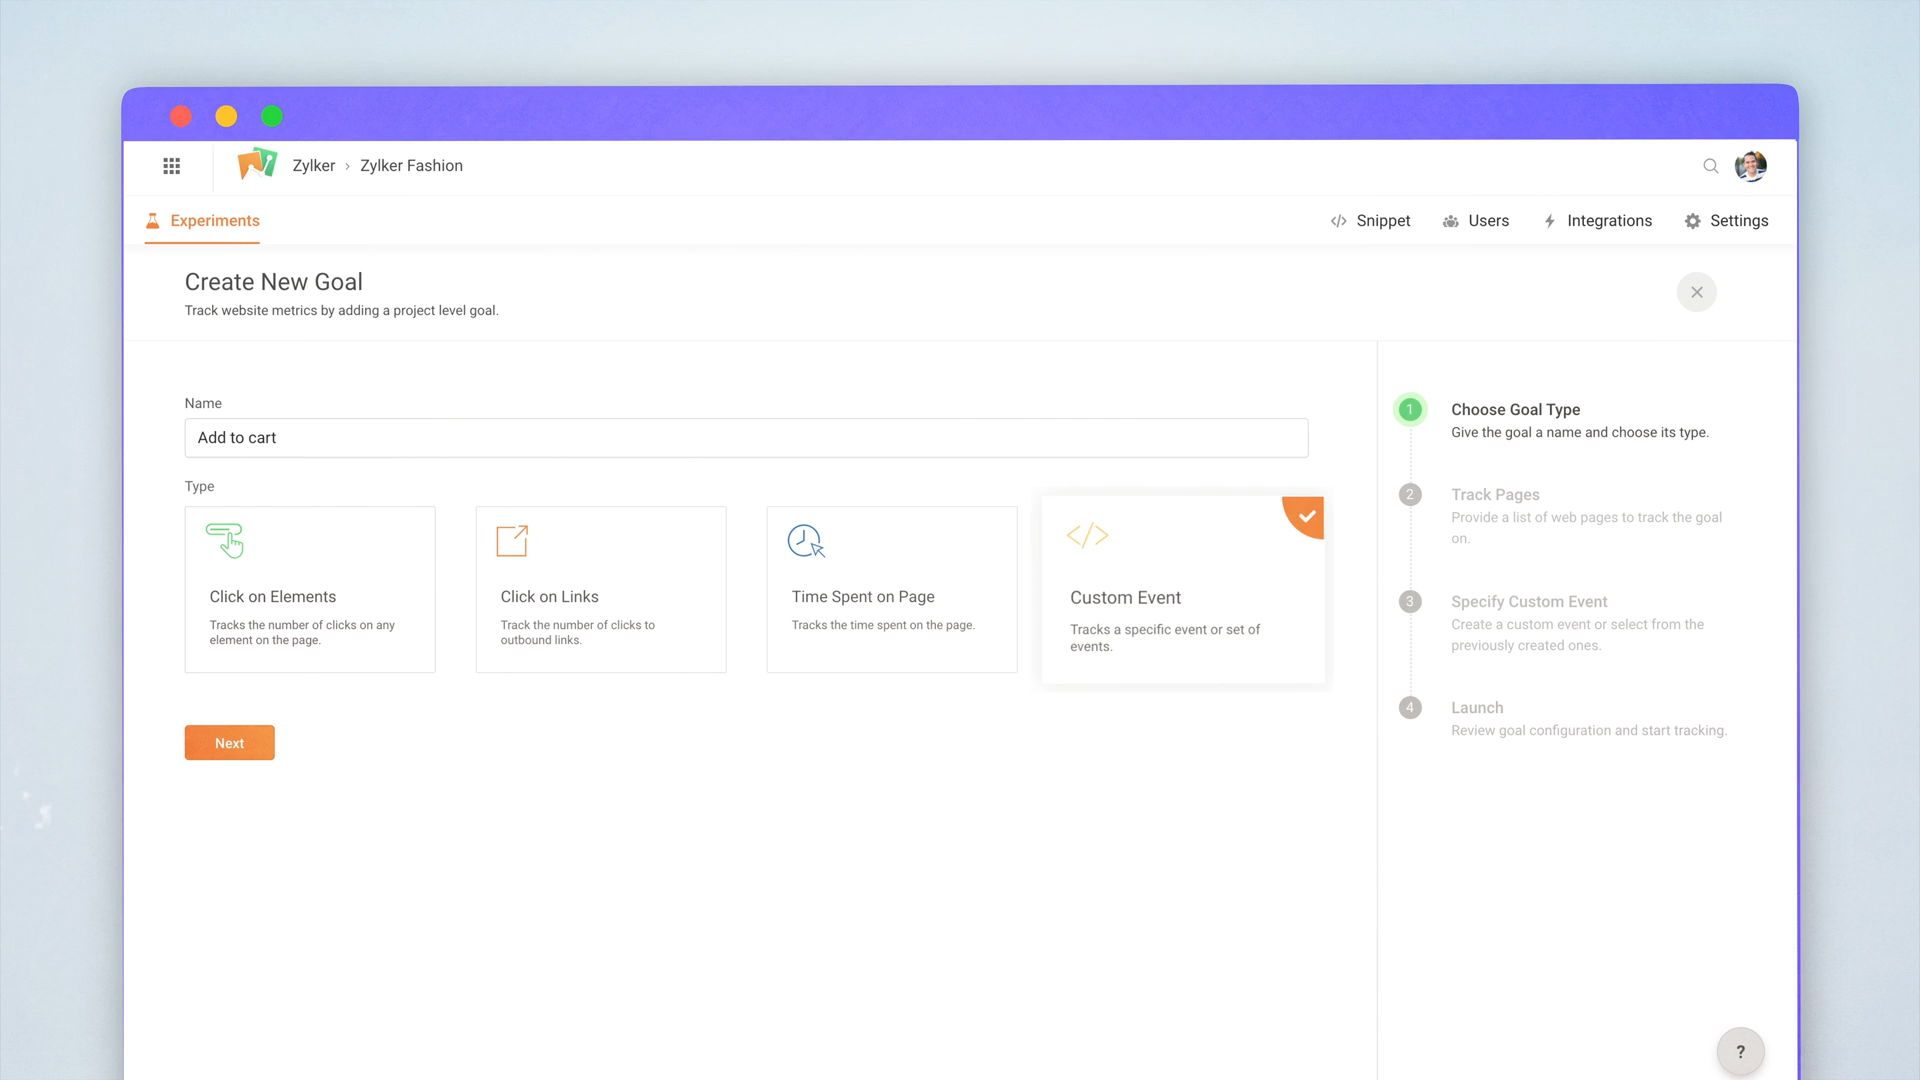 Zylker › Zylker Fashion
Experiments
Snippet
Users
Integrations
Settings
Create New Goal
Track website metrics by adding a project level goal.
Name
Add to cart
Type
Click on Elements
Tracks the number of clicks on any
element on the page.
Click on Links
Track the number of clicks to
outbound links.
Time Spent on Page
Tracks the time spent on the page.
Custom Event
Tracks a specific event or set of
events.
Next
1
Choose Goal Type
Give the goal a name and choose its type.
2
Track Pages
Provide a list of web pages to track the goal
on.
3
Specify Custom Event
Create a custom event or select from the
previously created ones.
4
Launch
Review goal configuration and start tracking.
?